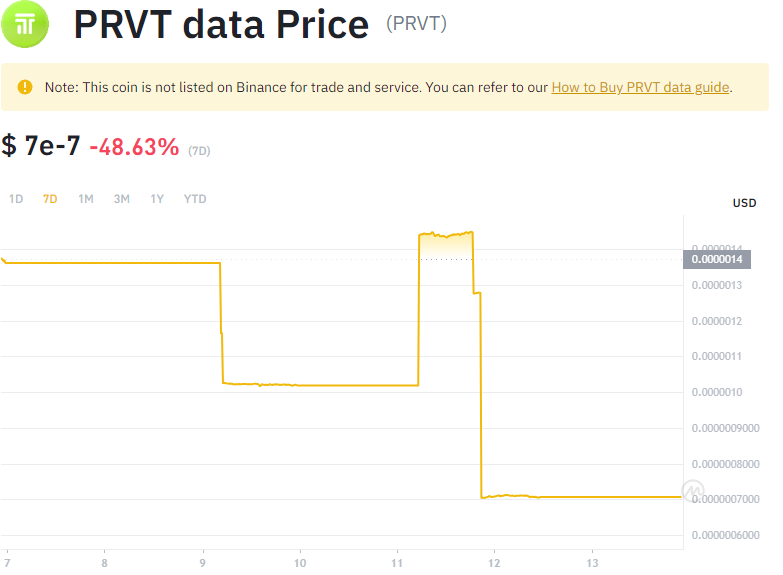 PRVT data Price (PRVT)
Note: This coin is not listed on Binance for trade and service. You can refer to our How to Buy PRVT data guide.
$ 7e-7 -48.63% (7D)
1D 7D 1M 3M 1Y YTD
USD
0.0000014
0.0000014
0.0000013
0.0000012
0.0000011
0.0000010
0.0000009000
0.0000008000
0.0000007000
0.0000006000
7 8 9 10 11 12 13